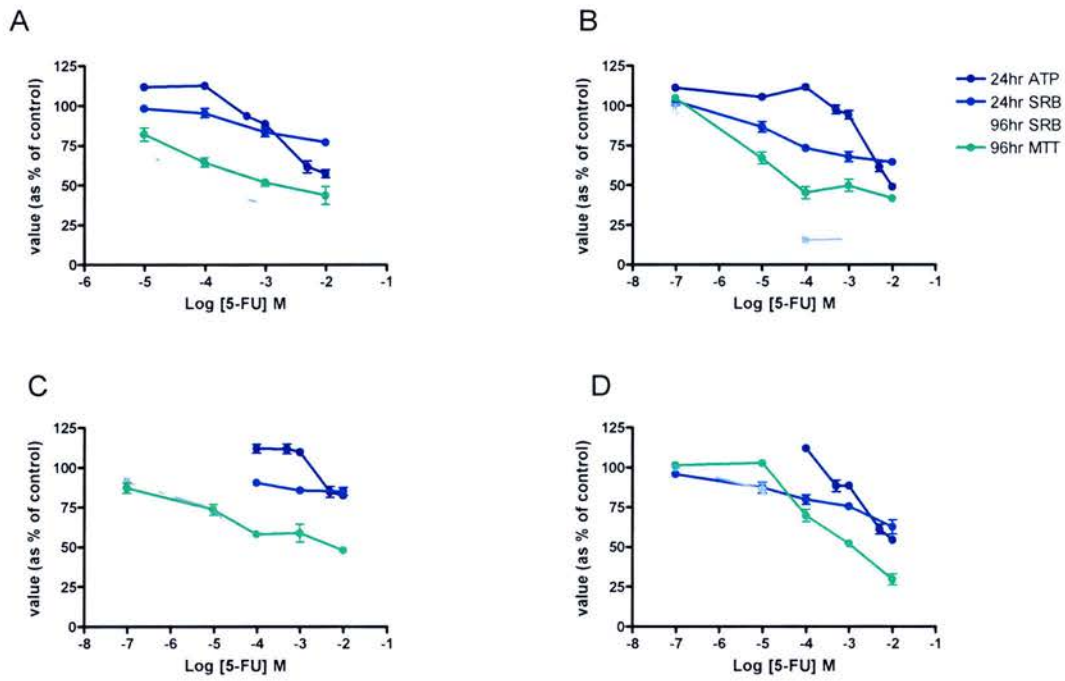 A
125
100
75
50
25
0
value (as % of control)
-6 -5 -4 -3 -2 -1
Log [5-FU] M
B
125
100
75
50
25
0
value (as % of control)
-8 -7 -6 -5 -4 -3 -2 -1
Log [5-FU] M
24hr ATP
24hr SRB
96hr SRB
96hr MTT
C
125
100
75
50
25
0
value (as % of control)
-8 -7 -6 -5 -4 -3 -2 -1
Log [5-FU] M
D
125
100
75
50
25
0
value (as % of control)
-8 -7 -6 -5 -4 -3 -2 -1
Log [5-FU] M